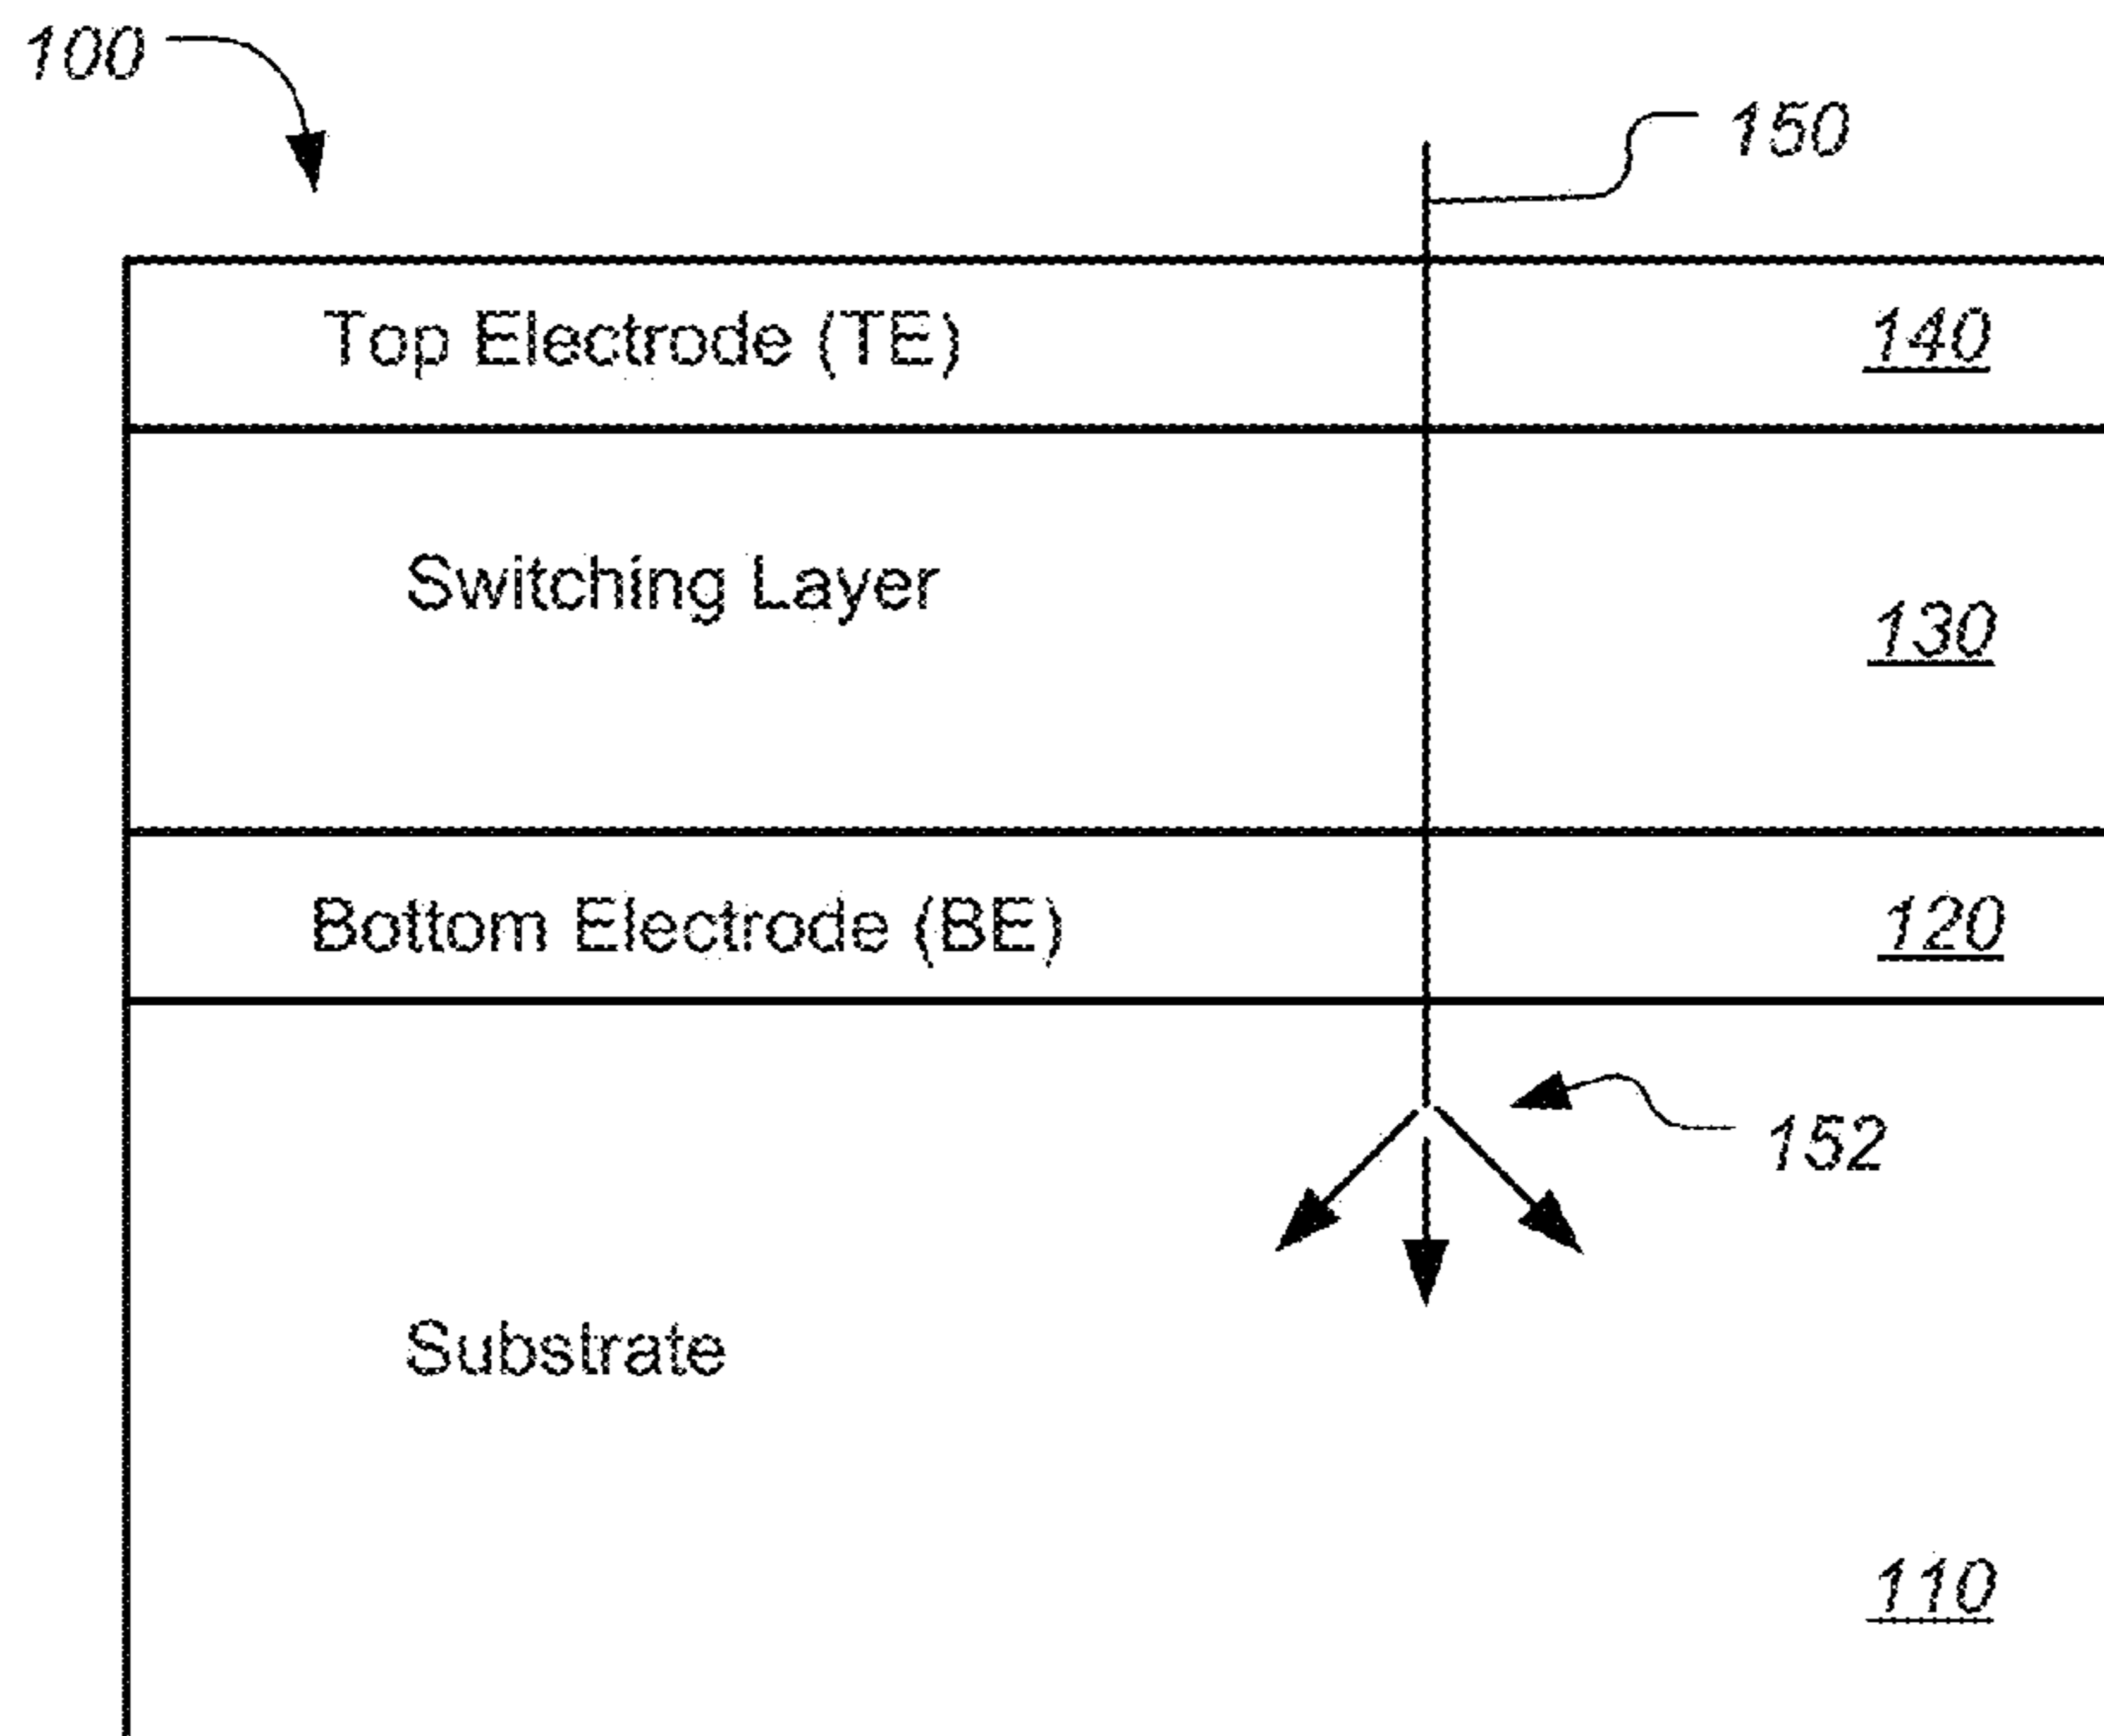 100
150
Top Electrode (TE) 140
Switching Layer
130
Bottom Electrode (BE) 120
152
Substrate
110